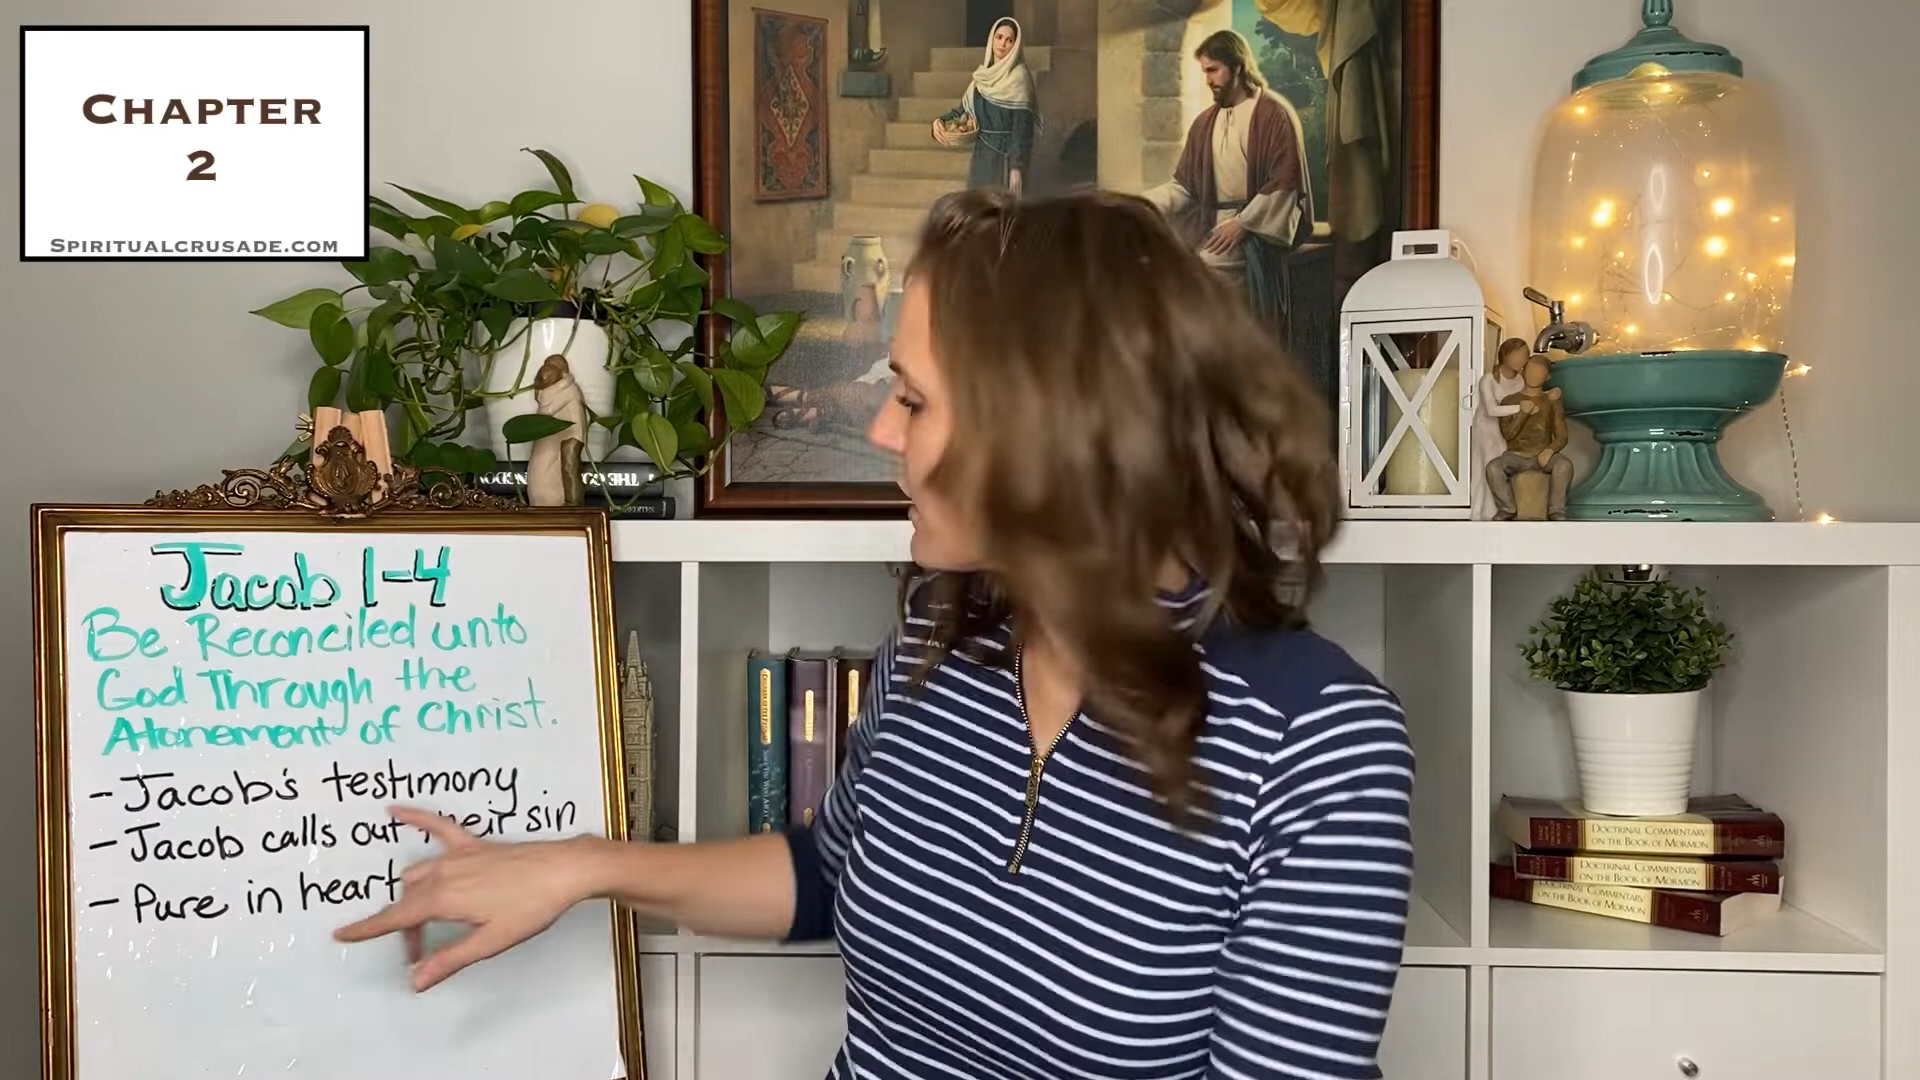 CHAPTER
2
SPIRITUALCRUSADE.COM
Jacob 1-4
Be Reconciled unto
God Through the
Atonement of Christ.
- Jacob's testimony
- Jacob calls out their sin
- Pure in heart
DOCTRINAL COMMENTARY
ON THE BOOK OF MORMON
DOCTRINAL COMMENTARY
ON THE BOOK OF MORMON
DOCTRINAL COMMENTARY
ON THE BOOK OF MORMON